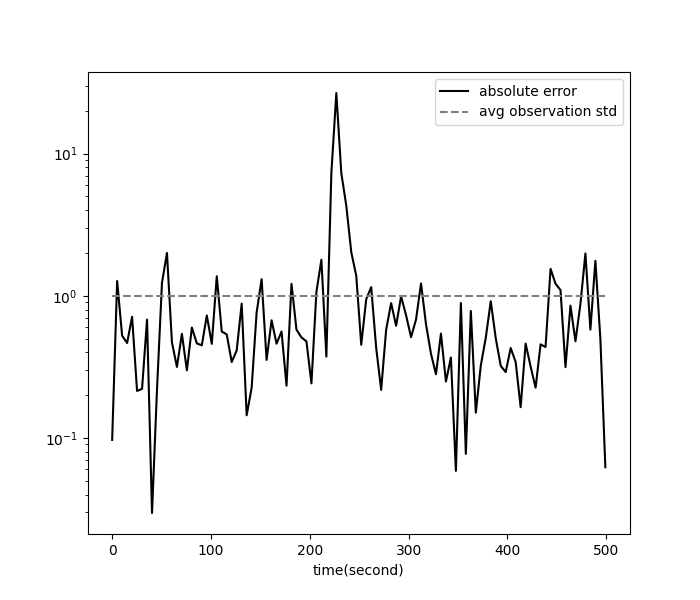 absolute error
avg observation std
10¹
10⁰
10⁻¹
0 100 200 300 400 500
time(second)